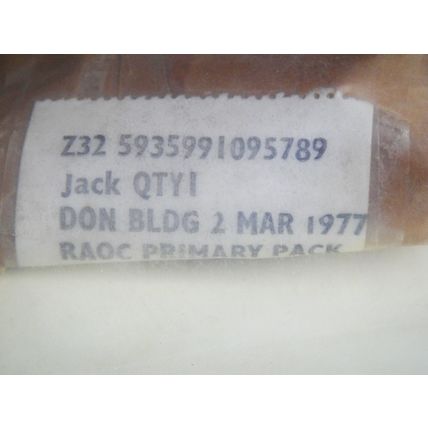 Z32 5935991095789
Jack QTY1
DON BLDG 2 MAR 1977
RAOC PRIMARY PACK